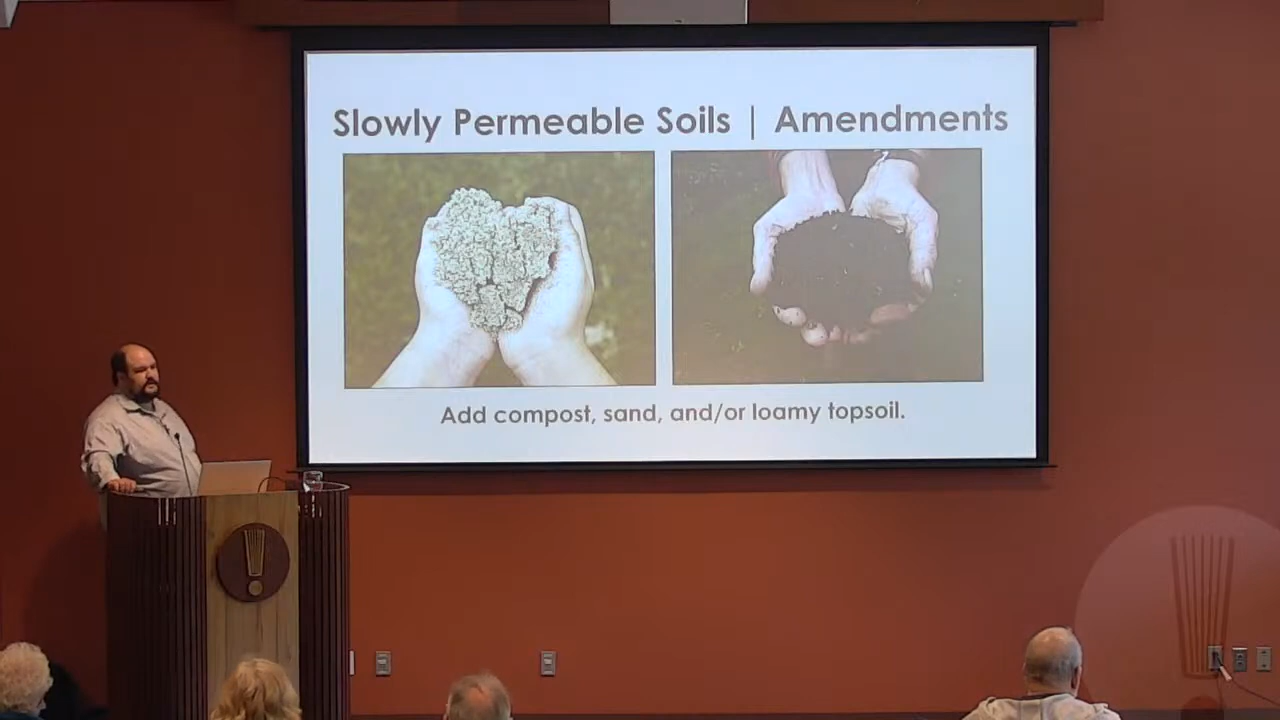 Slowly Permeable Soils | Amendments
Add compost, sand, and/or loamy topsoil.